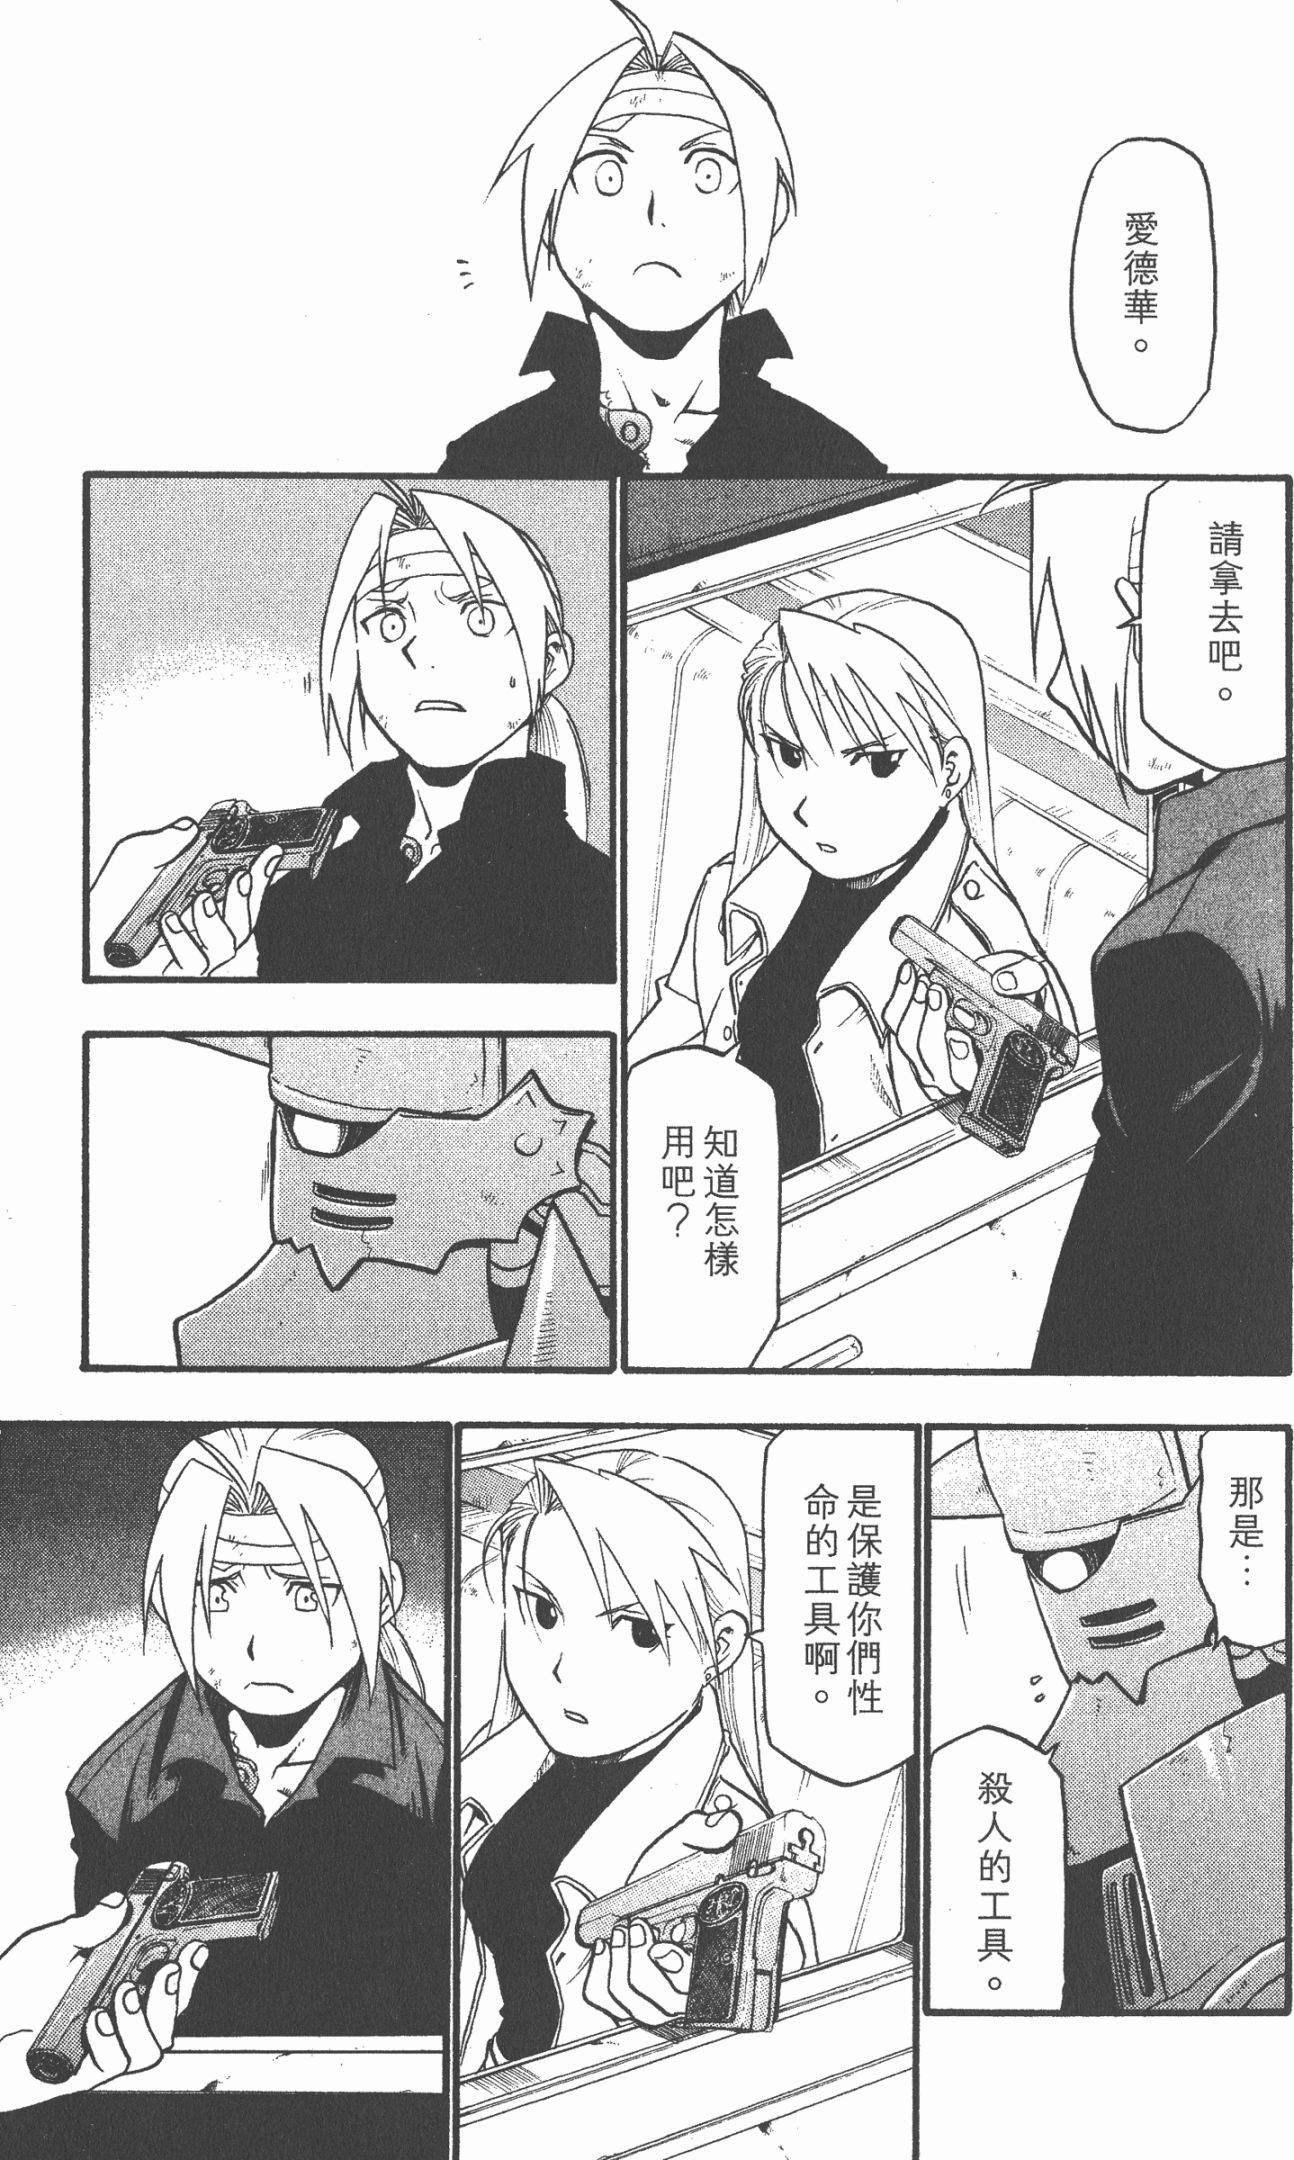 愛德華。
請拿去吧。
知道怎樣
用吧？
那是…
殺人的工具。
是保護你們性
命的工具啊。